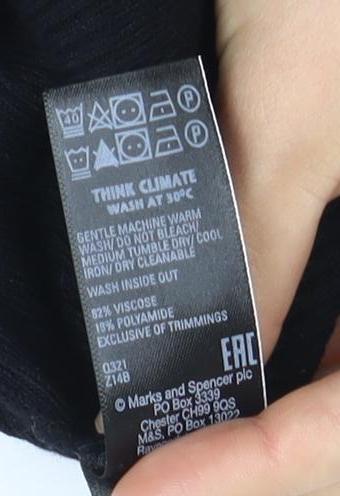 40 P
P
THINK CLIMATE
WASH AT 30°C
GENTLE MACHINE WARM
WASH/ DO NOT BLEACH/
MEDIUM TUMBLE DRY/ COOL
IRON/ DRY CLEANABLE
WASH INSIDE OUT
82% VISCOSE
18% POLYAMIDE
EXCLUSIVE OF TRIMMINGS
EAC
0321
Z14B
© Marks and Spencer plc
PO Box 3339
Chester CH99 9QS
M&S, PO Box 13022